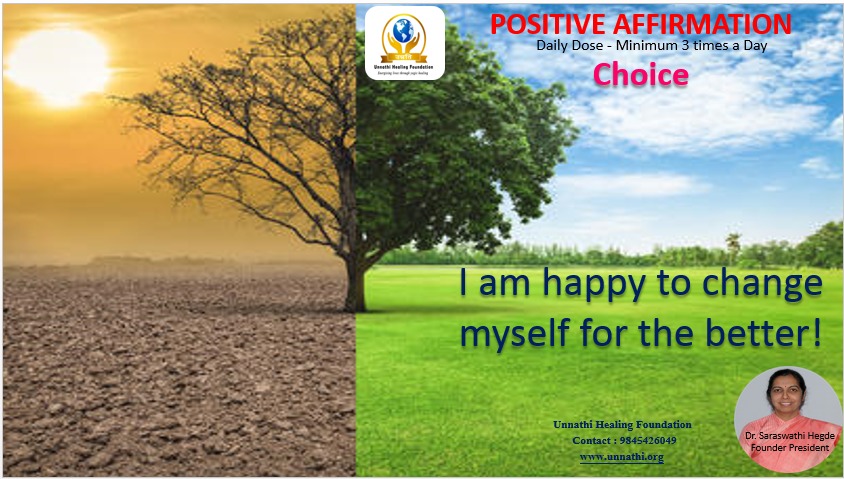 POSITIVE AFFIRMATION
Daily Dose - Minimum 3 times a Day
Choice
Unnathi Healing Foundation
I am happy to change
myself for the better!
Unnathi Healing Foundation
Contact : 9845426049
www.unnathi.org
Dr. Saraswathi Hegde
Founder President